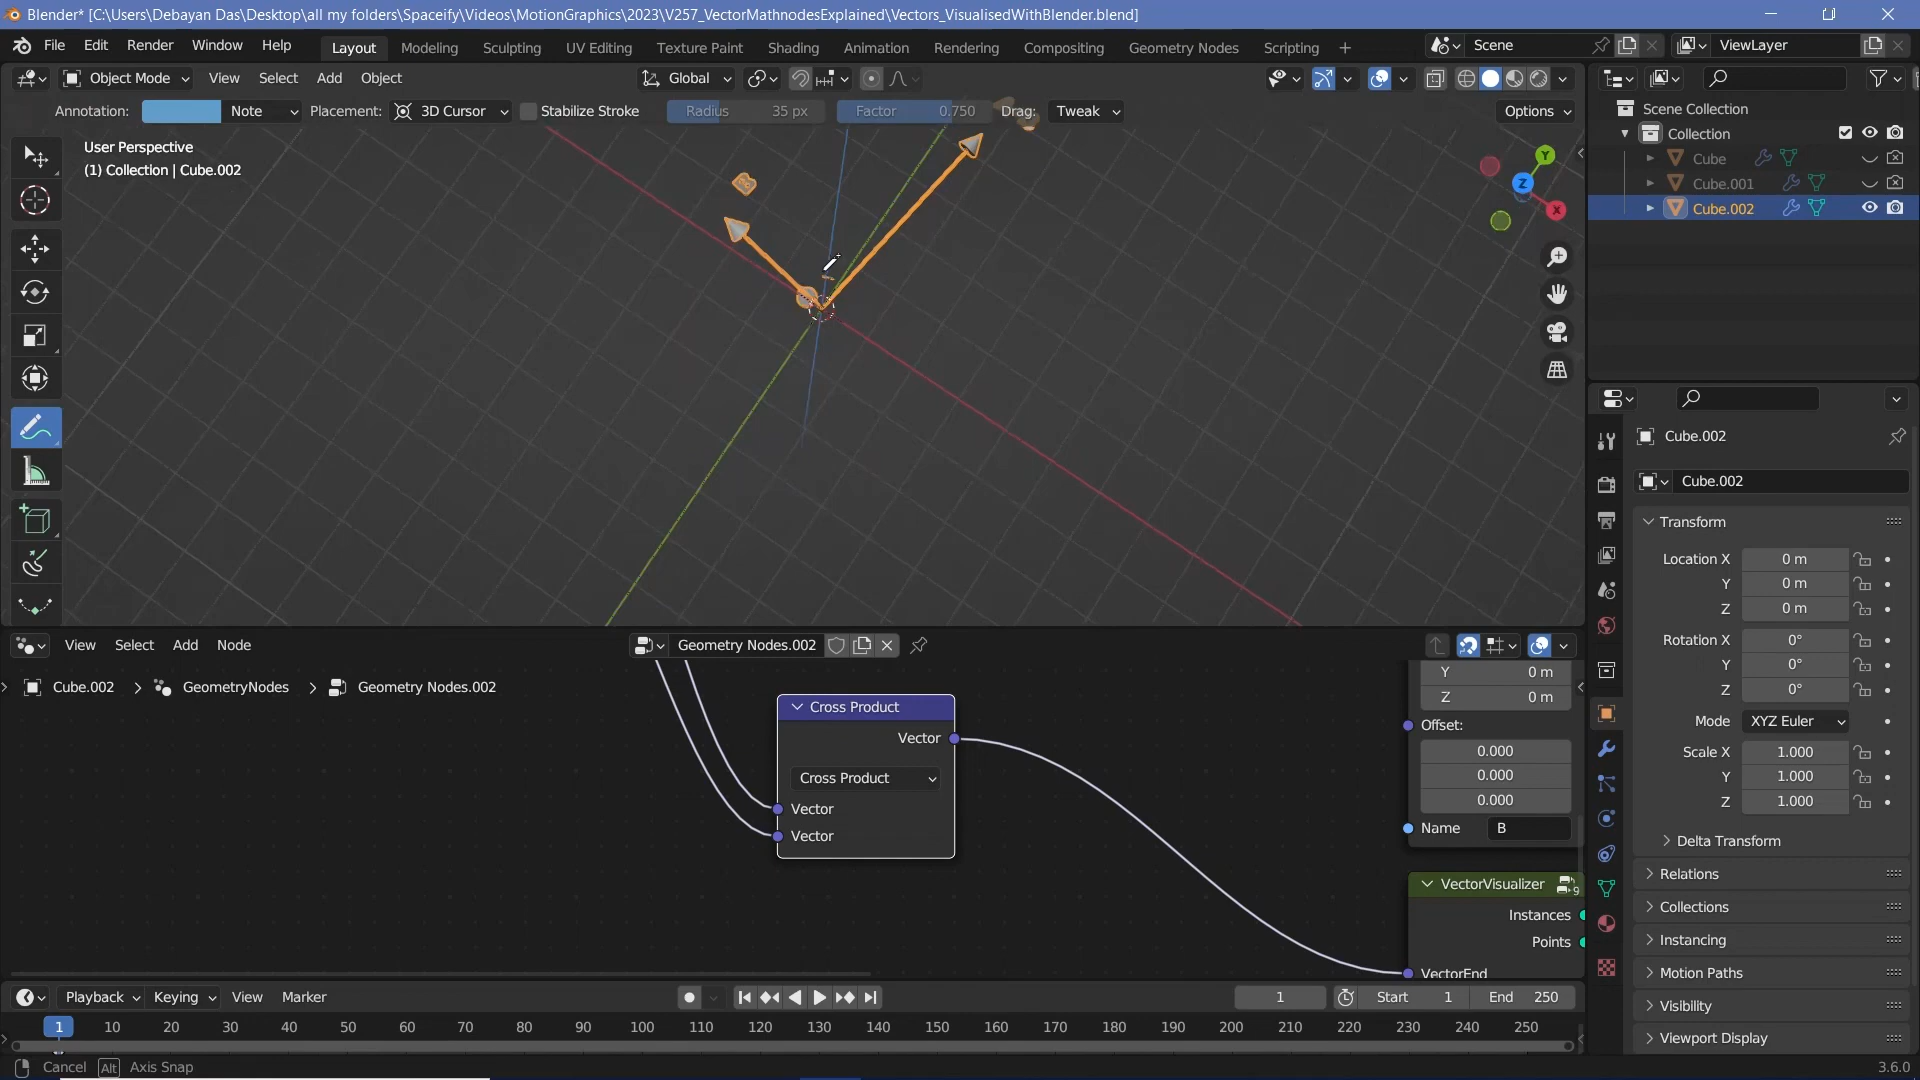 Blender* [C:\Users\Debayan Das\Desktop\all my folders\Spaceify\Videos\MotionGraphics\2023\V257_VectorMathnodesExplained\Vectors_VisualisedWithBlender.blend]
File Edit Render Window Help Layout Modeling Sculpting UV Editing Texture Paint Shading Animation Rendering Compositing Geometry Nodes Scripting + Scene ViewLayer
Object Mode View Select Add Object Global
Annotation: Note Placement: 3D Cursor Stabilize Stroke Radius 35 px Factor 0.750 Drag: Tweak Options
User Perspective
(1) Collection | Cube.002
B
Y
Z
X
Scene Collection
Collection
Cube
Cube.001
Cube.002
Cube.002
Cube.002
Transform
Location X 0 m
Y 0 m
Z 0 m
Rotation X 0°
Y 0°
Z 0°
Mode XYZ Euler
Scale X 1.000
Y 1.000
Z 1.000
Delta Transform
Relations
Collections
Instancing
Motion Paths
Visibility
Viewport Display
View Select Add Node Geometry Nodes.002
Cube.002 > GeometryNodes > Geometry Nodes.002
Cross Product
Vector
Cross Product
Vector
Vector
Y 0 m
Z 0 m
Offset:
0.000
0.000
0.000
Name B
VectorVisualizer 9
Instances
Points
VectorEnd
Playback Keying View Marker 1 Start 1 End 250
1 10 20 30 40 50 60 70 80 90 100 110 120 130 140 150 160 170 180 190 200 210 220 230 240 250
Cancel Alt Axis Snap 3.6.0